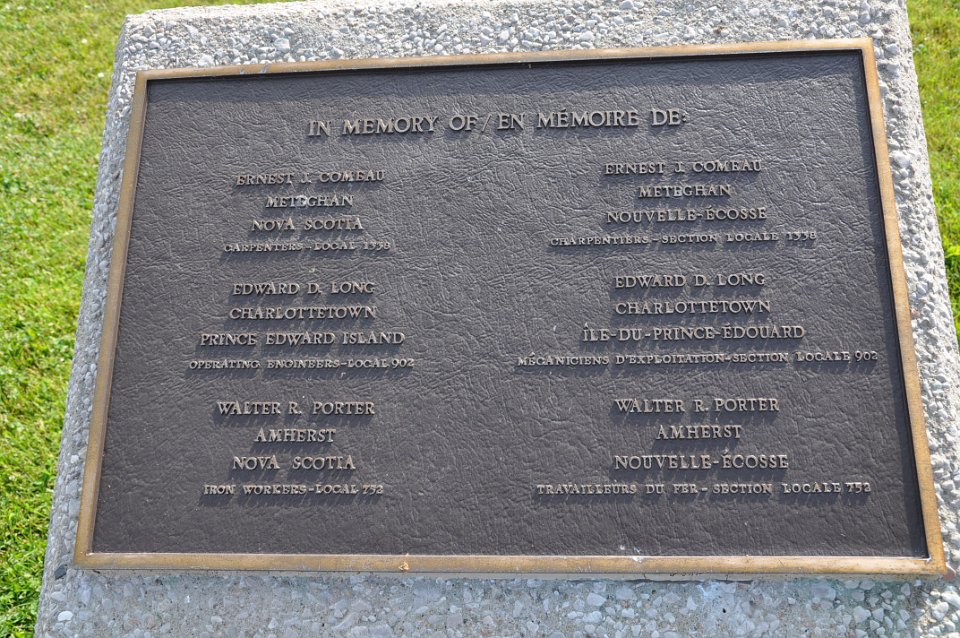 IN MEMORY OF / EN MÉMOIRE DE:
ERNEST J. COMEAU
METEGHAN
NOVA SCOTIA
CARPENTERS-LOCAL 1338
EDWARD D. LONG
CHARLOTTETOWN
PRINCE EDWARD ISLAND
OPERATING ENGINEERS-LOCAL 902
WALTER R. PORTER
AMHERST
NOVA SCOTIA
IRON WORKERS-LOCAL 752
ERNEST J. COMEAU
METEGHAN
NOUVELLE-ÉCOSSE
CHARPENTIERS-SECTION LOCALE 1338
EDWARD D. LONG
CHARLOTTETOWN
ÎLE-DU-PRINCE-ÉDOUARD
MÉCANICIENS D'EXPLOITATION-SECTION LOCALE 902
WALTER R. PORTER
AMHERST
NOUVELLE-ÉCOSSE
TRAVAILLEURS DU FER-SECTION LOCALE 752